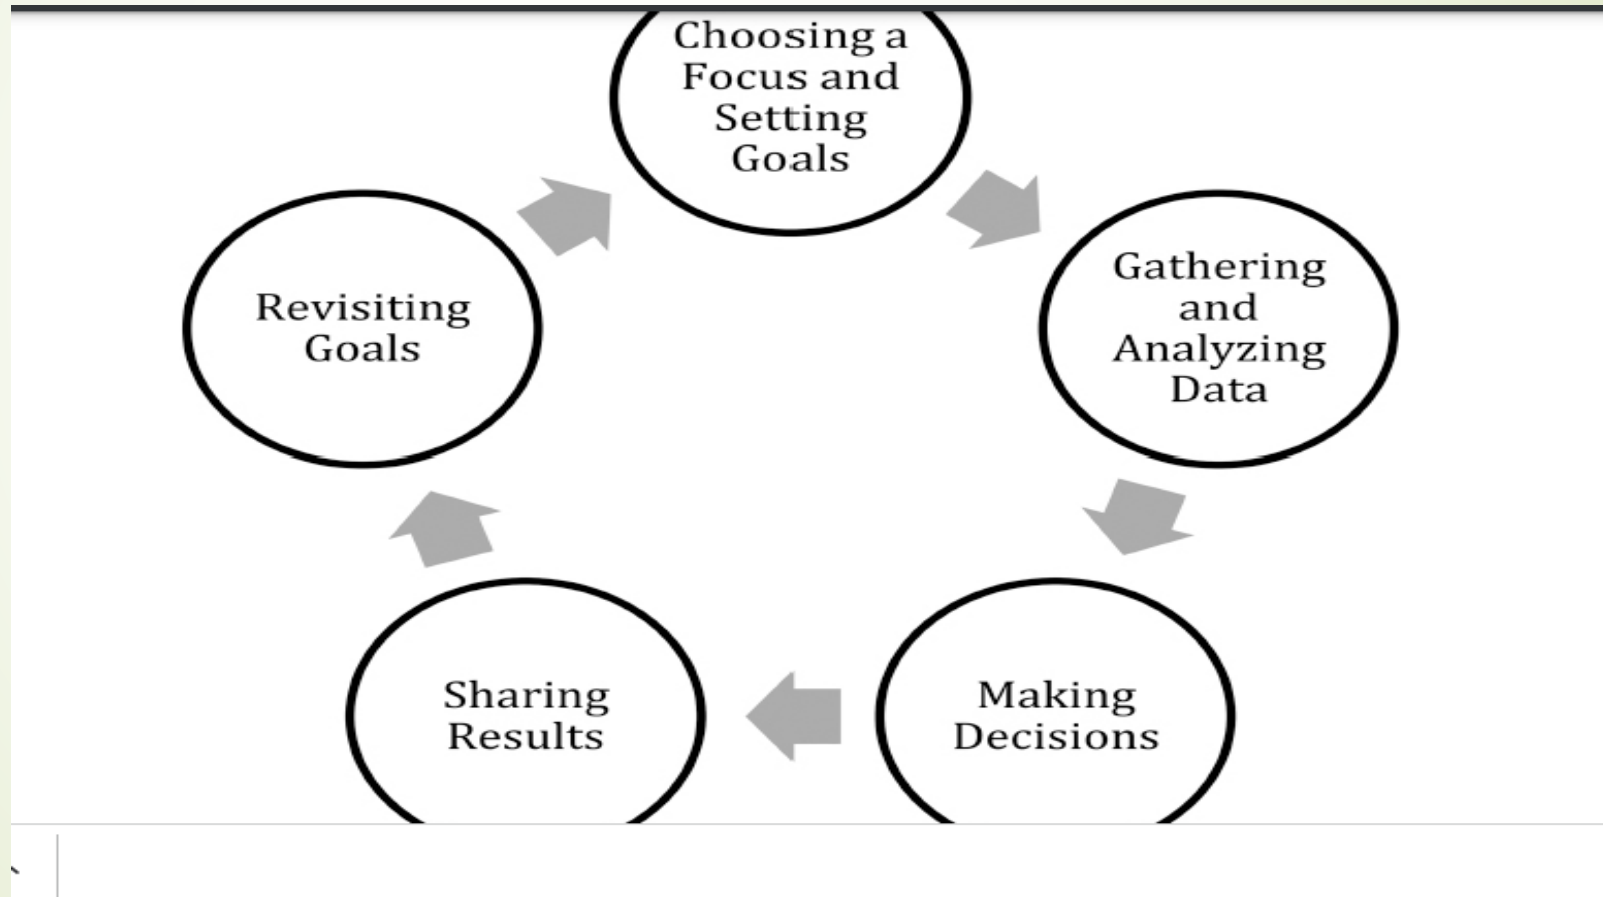 Choosing a
Focus and
Setting
Goals
Gathering
and
Analyzing
Data
Making
Decisions
Sharing
Results
Revisiting
Goals